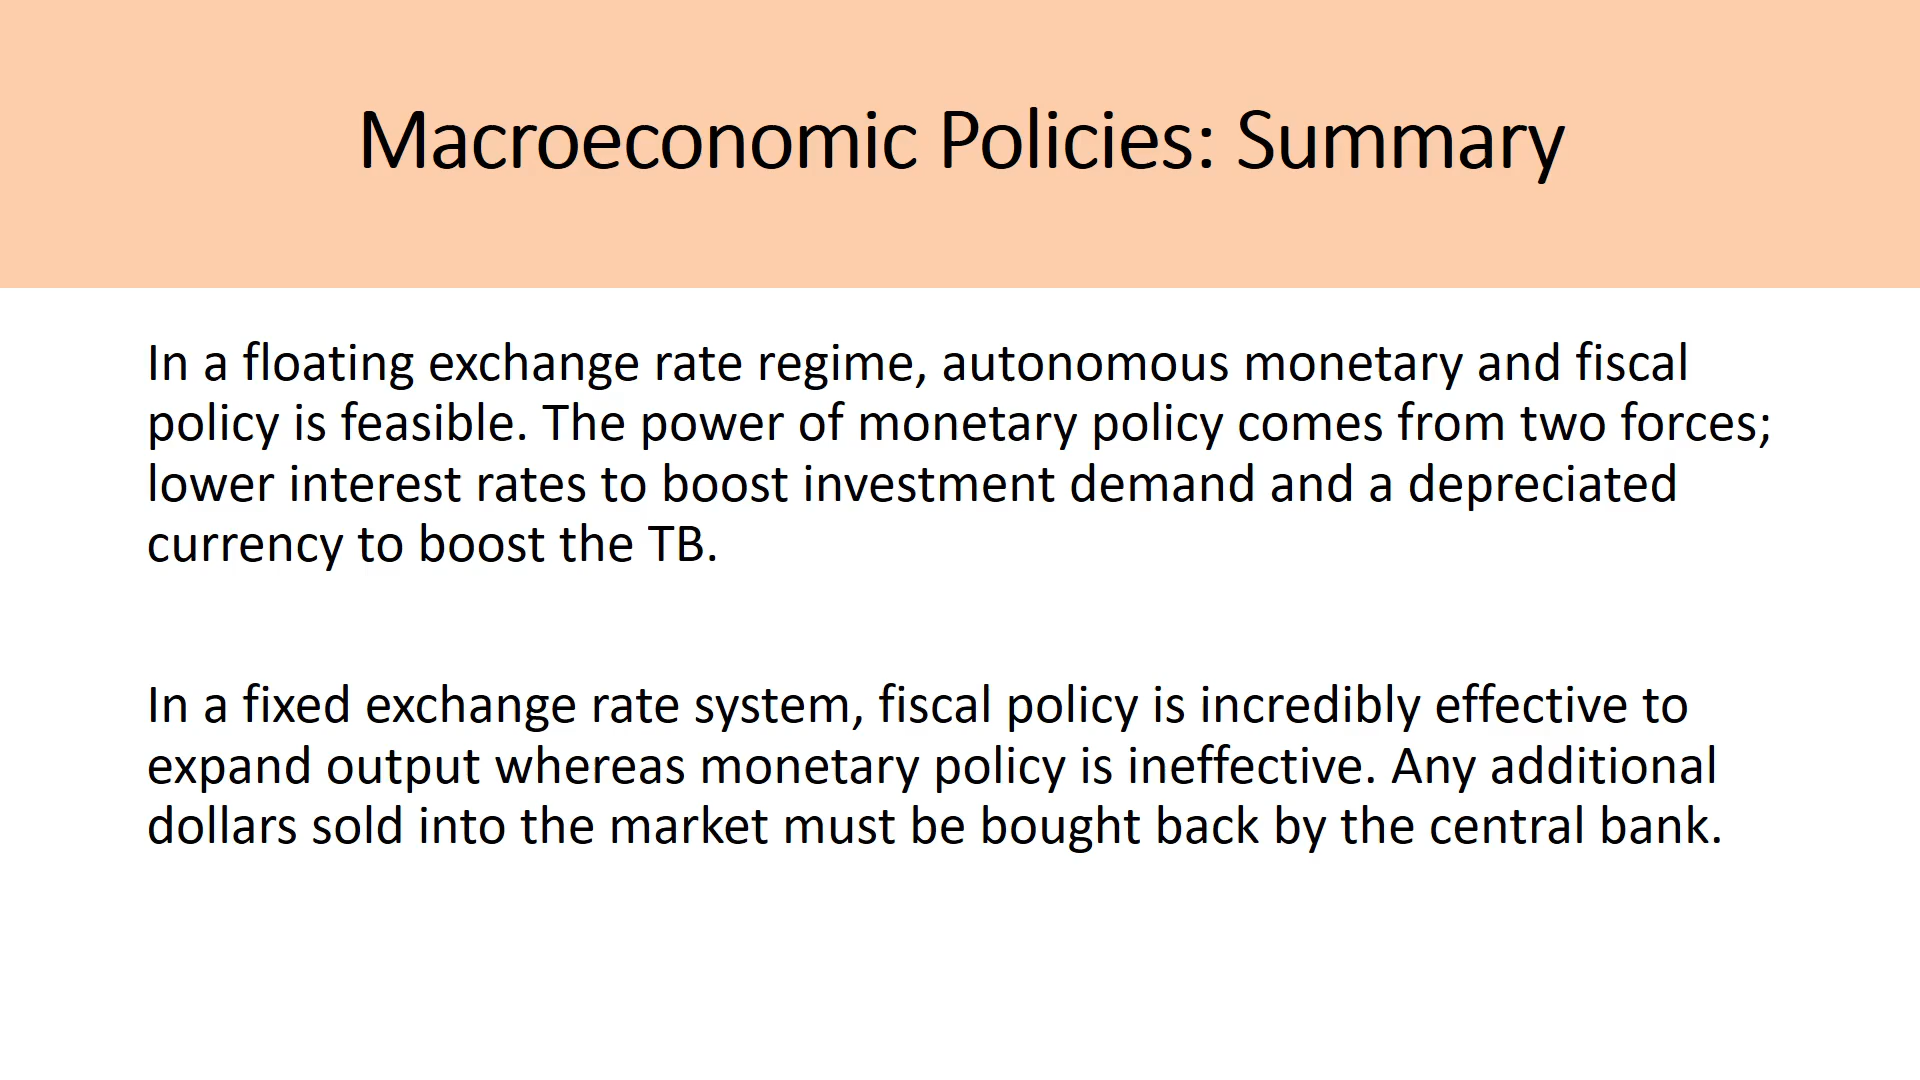 Macroeconomic Policies: Summary
In a floating exchange rate regime, autonomous monetary and fiscal
policy is feasible. The power of monetary policy comes from two forces;
lower interest rates to boost investment demand and a depreciated
currency to boost the TB.
In a fixed exchange rate system, fiscal policy is incredibly effective to
expand output whereas monetary policy is ineffective. Any additional
dollars sold into the market must be bought back by the central bank.